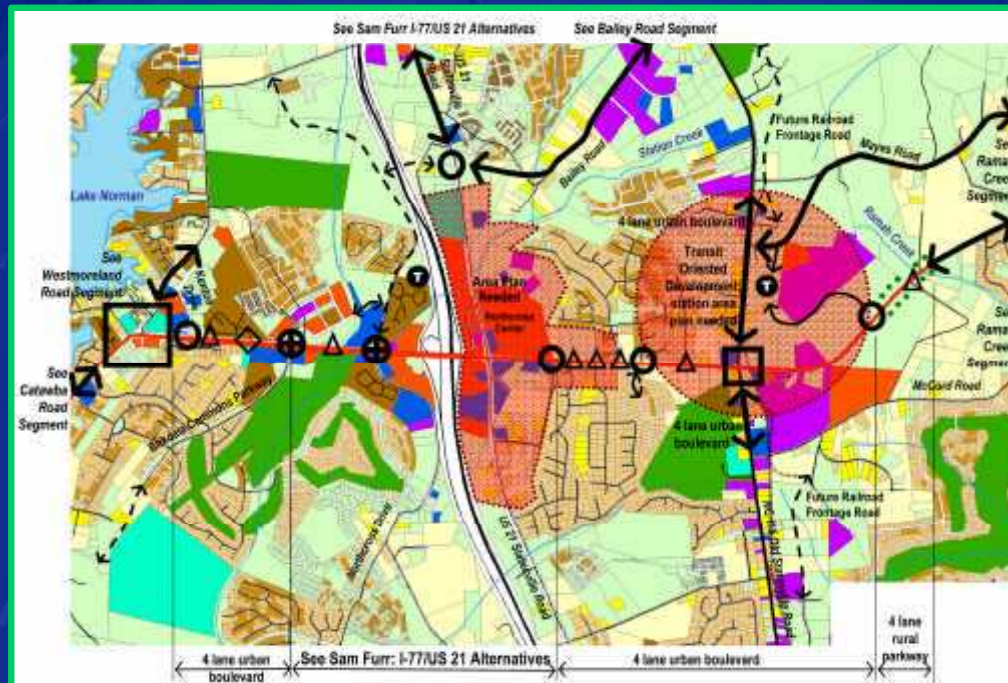 See Sam Furr I-77/US 21 Alternatives
See Bailey Road Segment
US 21
Statesville
Road
Future Railroad
Frontage Road
Mayes Road
Station Creek
Bailey Road
Lake Norman
See
Westmoreland
Road Segment
4 lane urban boulevard
Ramah Creek
Transit
Oriented
Development
station area
plan needed
Area Plan
Needed
T
T
See
Catawba
Road
Segment
McCord Road
4 lane urban
boulevard
Future Railroad
Frontage Road
US 21 Statesville Road
4 lane urban
boulevard
See Sam Furr: I-77/US 21 Alternatives
4 lane urban boulevard
4 lane
rural
parkway